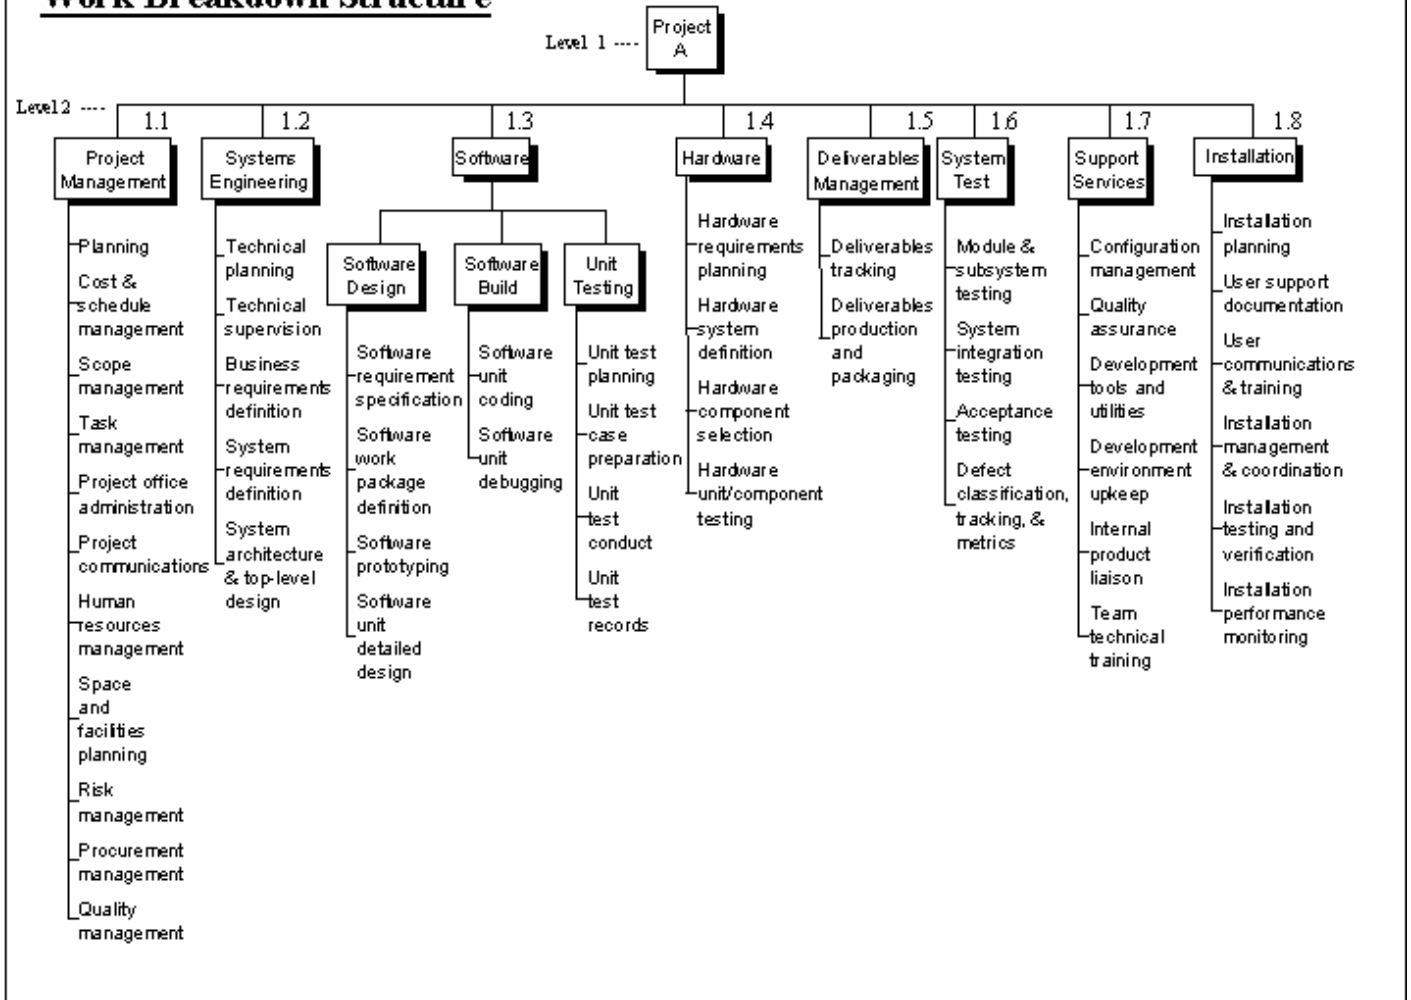 Work Breakdown Structure
Project
A
Level 1 ----
Level 2 ----
1.1
1.2
1.3
1.4
1.5
1.6
1.7
1.8
Project
Management
Planning
Cost &
schedule
management
Scope
management
Task
management
Project office
administration
Project
communications
Human
resources
management
Space
and
facilities
planning
Risk
management
Procurement
management
Quality
management
Systems
Engineering
Technical
planning
Technical
supervision
Business
requirements
definition
System
requirements
definition
System
architecture
& top-level
design
Software
Software
Design
Software
requirement
specification
Software
work
package
definition
Software
prototyping
Software
unit
detailed
design
Software
Build
Software
unit
coding
Software
unit
debugging
Unit
Testing
Unit test
planning
Unit test
case
preparation
Unit
test
conduct
Unit
test
records
Hardware
Hardware
requirements
planning
Hardware
system
definition
Hardware
component
selection
Hardware
unit/component
testing
Deliverables
Management
Deliverables
tracking
Deliverables
production
and
packaging
System
Test
Module &
subsystem
testing
System
integration
testing
Acceptance
testing
Defect
classification,
tracking, &
metrics
Support
Services
Configuration
management
Quality
assurance
Development
tools and
utilities
Development
environment
upkeep
Internal
product
liaison
Team
technical
training
Installation
Installation
planning
User support
documentation
User
communications
& training
Installation
management
& coordination
Installation
testing and
verification
Installation
performance
monitoring